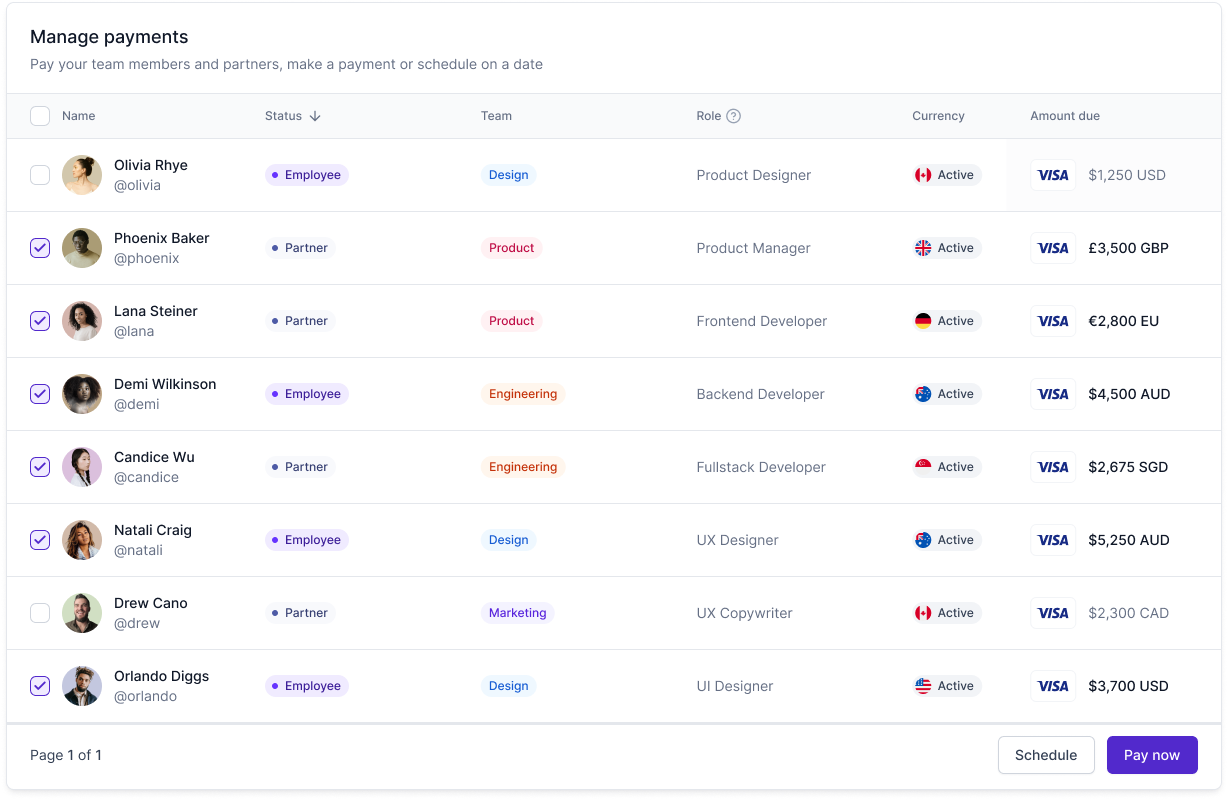 Manage payments
Pay your team members and partners, make a payment or schedule on a date
Name Status Team Role Currency Amount due
Olivia Rhye
@olivia
Employee Design Product Designer Active VISA $1,250 USD
Phoenix Baker
@phoenix
Partner Product Product Manager Active VISA £3,500 GBP
Lana Steiner
@lana
Partner Product Frontend Developer Active VISA €2,800 EU
Demi Wilkinson
@demi
Employee Engineering Backend Developer Active VISA $4,500 AUD
Candice Wu
@candice
Partner Engineering Fullstack Developer Active VISA $2,675 SGD
Natali Craig
@natali
Employee Design UX Designer Active VISA $5,250 AUD
Drew Cano
@drew
Partner Marketing UX Copywriter Active VISA $2,300 CAD
Orlando Diggs
@orlando
Employee Design UI Designer Active VISA $3,700 USD
Page 1 of 1 Schedule Pay now